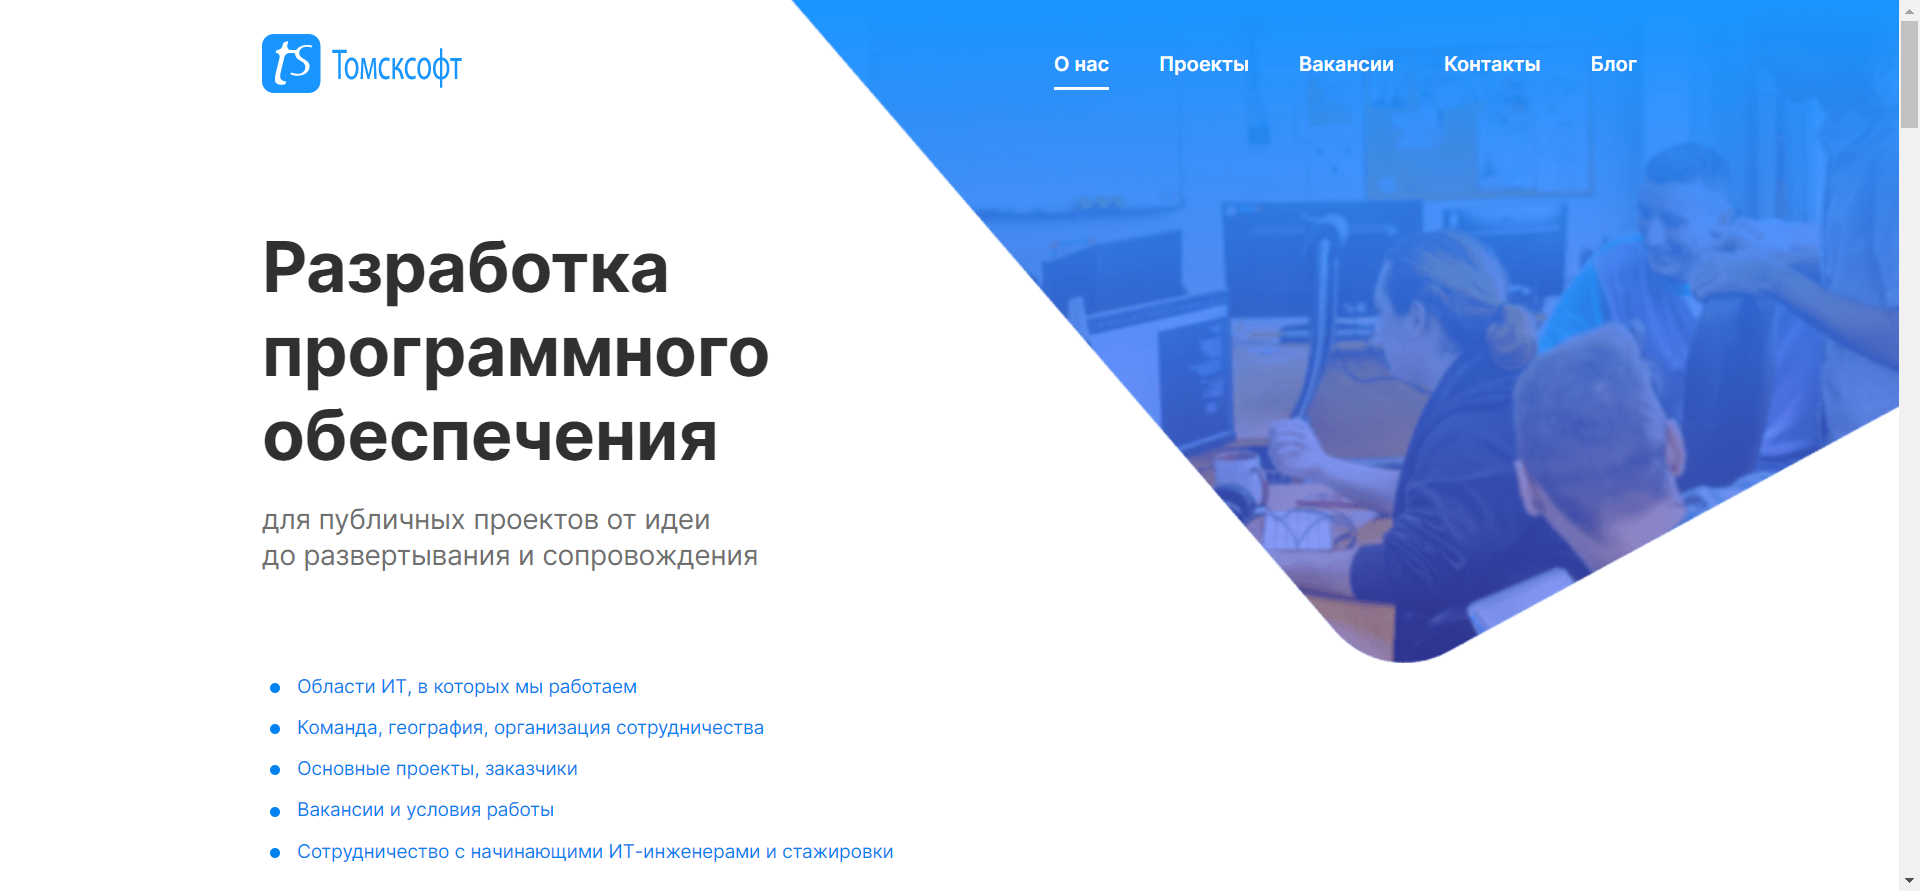 ts Томсксофт
О нас Проекты Вакансии Контакты Блог
Разработка
программного
обеспечения
для публичных проектов от идеи
до развертывания и сопровождения
Области ИТ, в которых мы работаем
Команда, география, организация сотрудничества
Основные проекты, заказчики
Вакансии и условия работы
Сотрудничество с начинающими ИТ-инженерами и стажировки